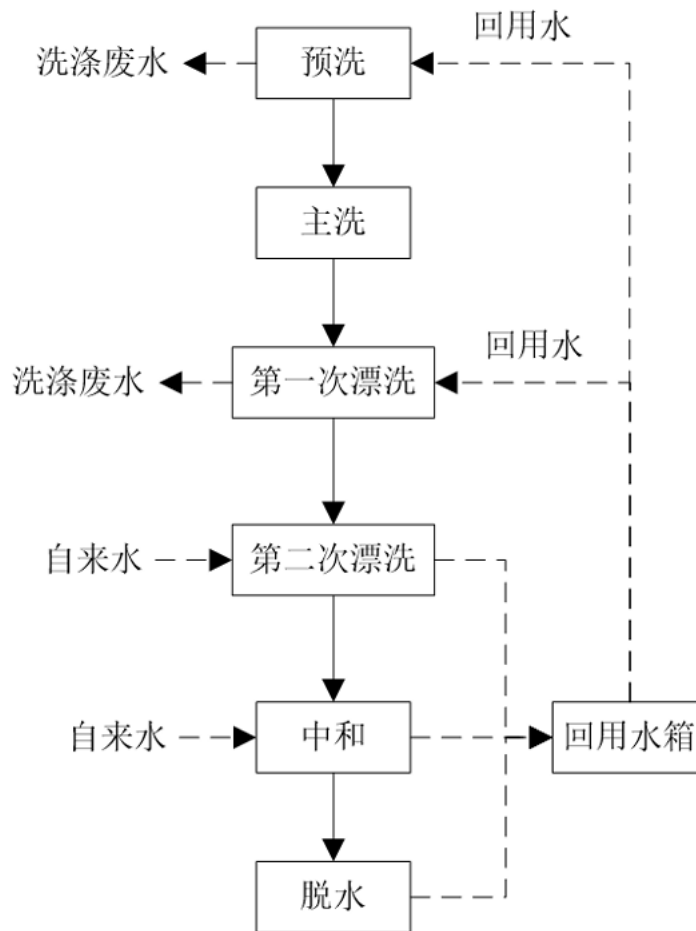 回用水
洗涤废水
预洗
主洗
回用水
洗涤废水
第一次漂洗
自来水
第二次漂洗
自来水
中和
回用水箱
脱水